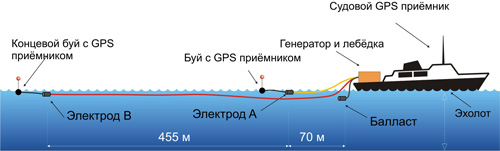 Судовой GPS приёмник
Концевой буй с GPS
приёмником
Буй с GPS приёмником
Генератор и лебёдка
Электрод В
Электрод А
Балласт
Эхолот
455 м
70 м